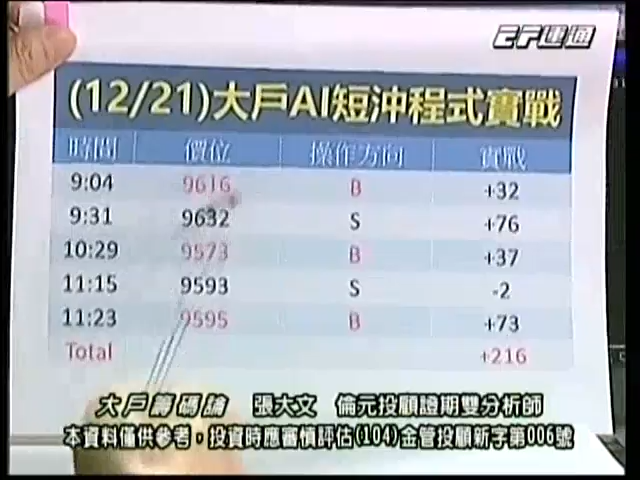 EF運通
(12/21)大戶AI短沖程式實戰
時間 價位 操作方向 實戰
9:04 9616 B +32
9:31 9632 S +76
10:29 9573 B +37
11:15 9593 S -2
11:23 9595 B +73
Total +216
大戶籌碼論 張大文 倫元投顧證期雙分析師
本資料僅供參考，投資時應審慎評估(104)金管投顧新字第006號